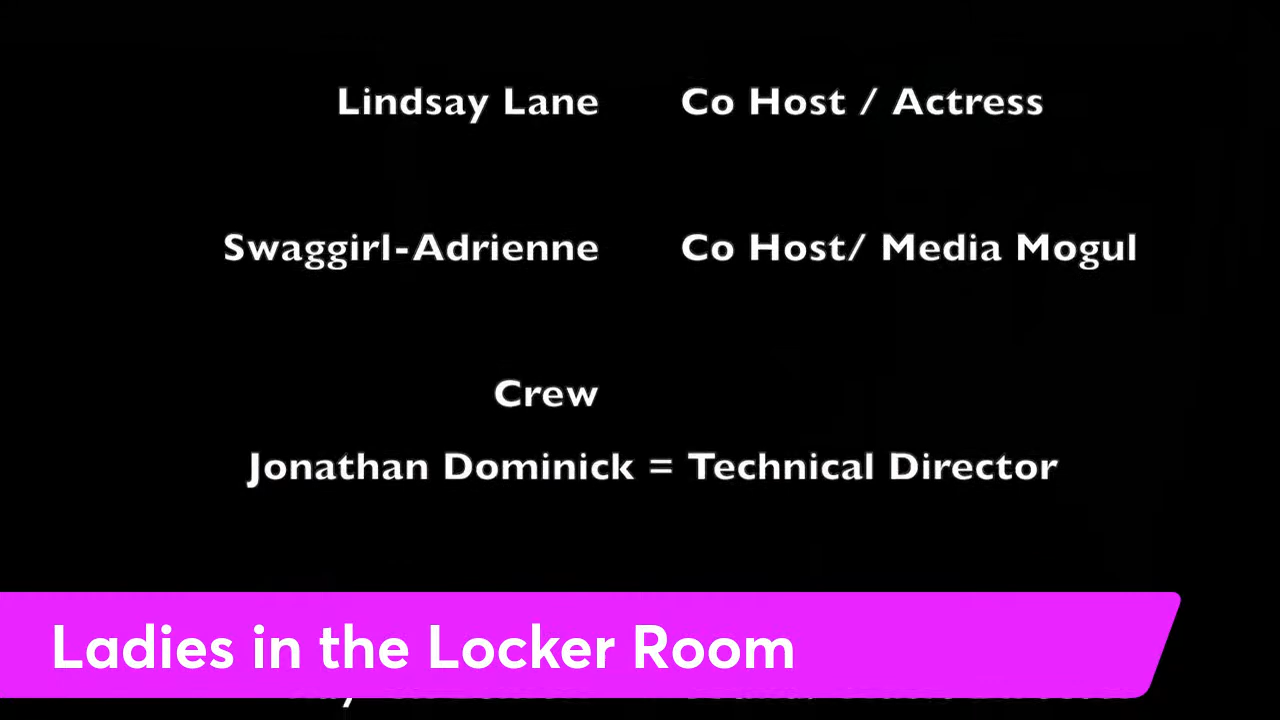 Lindsay Lane Co Host / Actress
Swaggirl-Adrienne Co Host/ Media Mogul
Crew
Jonathan Dominick = Technical Director
Ladies in the Locker Room